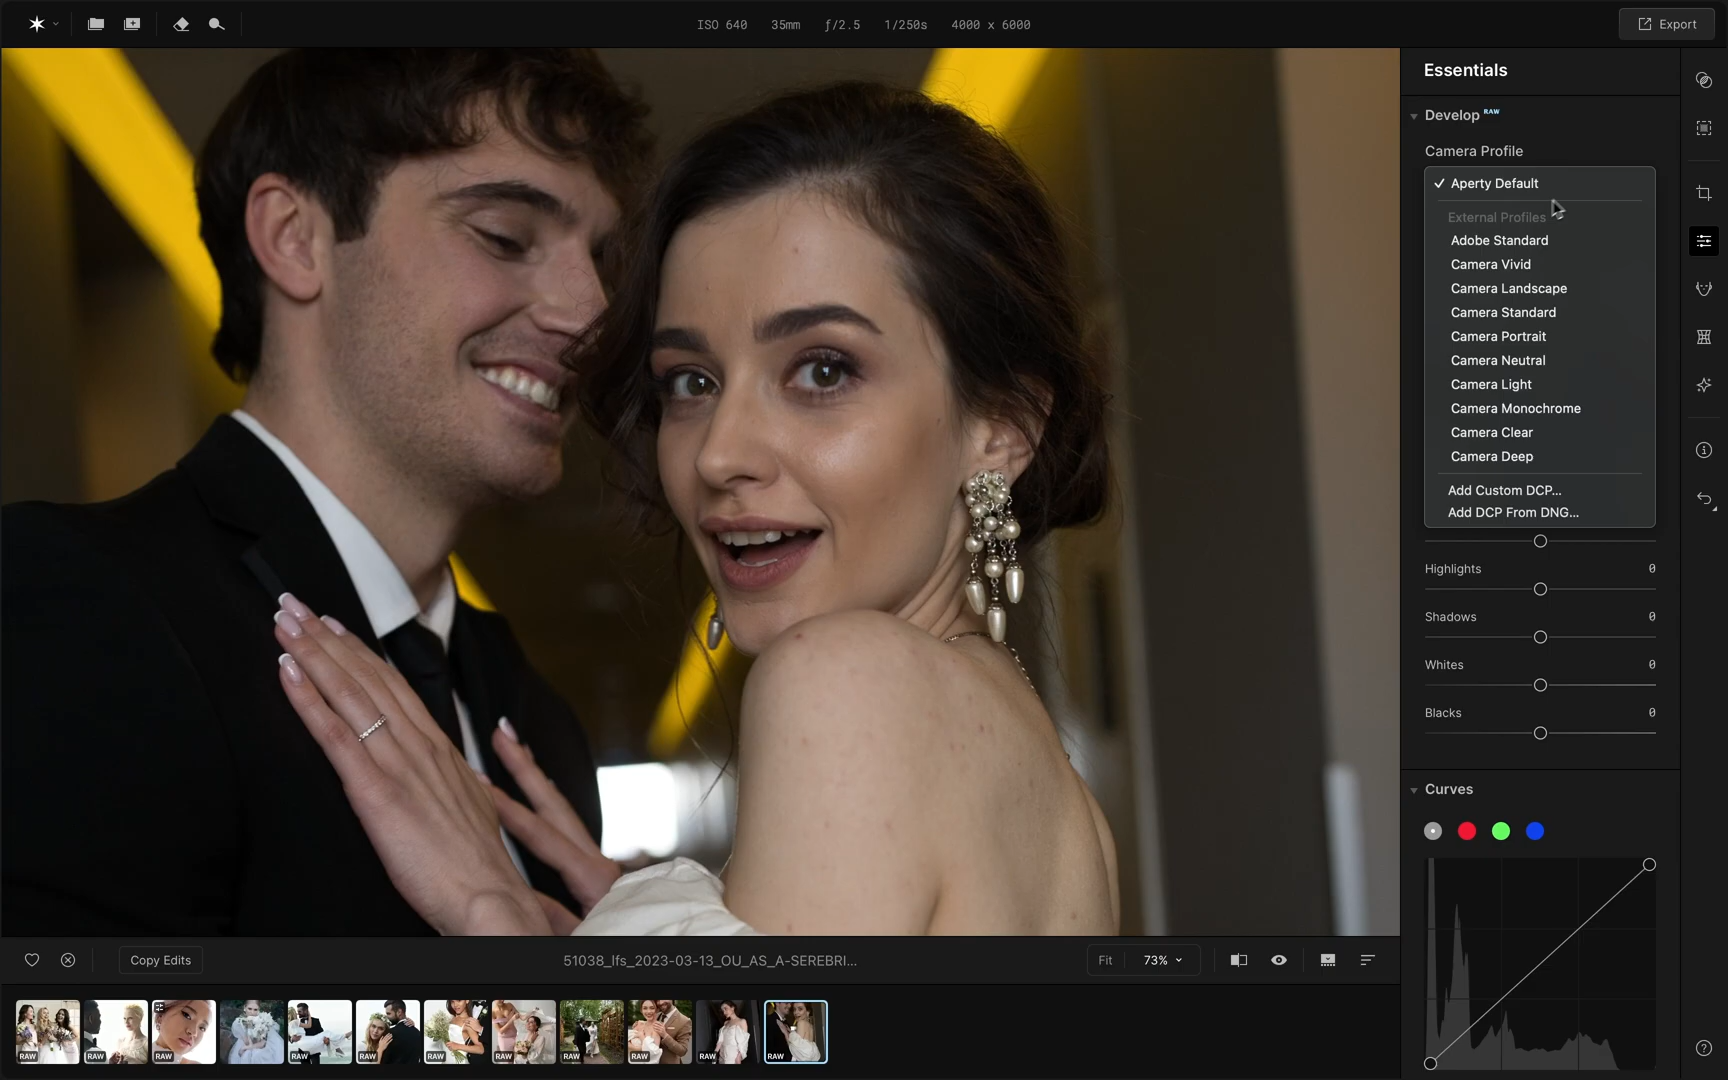 ISO 640 35mm ƒ/2.5 1/250s 4000 x 6000
Export
Essentials
Develop RAW
Camera Profile
✓ Aperty Default
External Profiles
Adobe Standard
Camera Vivid
Camera Landscape
Camera Standard
Camera Portrait
Camera Neutral
Camera Light
Camera Monochrome
Camera Clear
Camera Deep
Add Custom DCP...
Add DCP From DNG...
Highlights 0
Shadows 0
Whites 0
Blacks 0
Curves
Copy Edits
51038_lfs_2023-03-13_OU_AS_A-SEREBRI...
Fit 73%
RAW RAW RAW RAW RAW RAW RAW RAW RAW RAW RAW